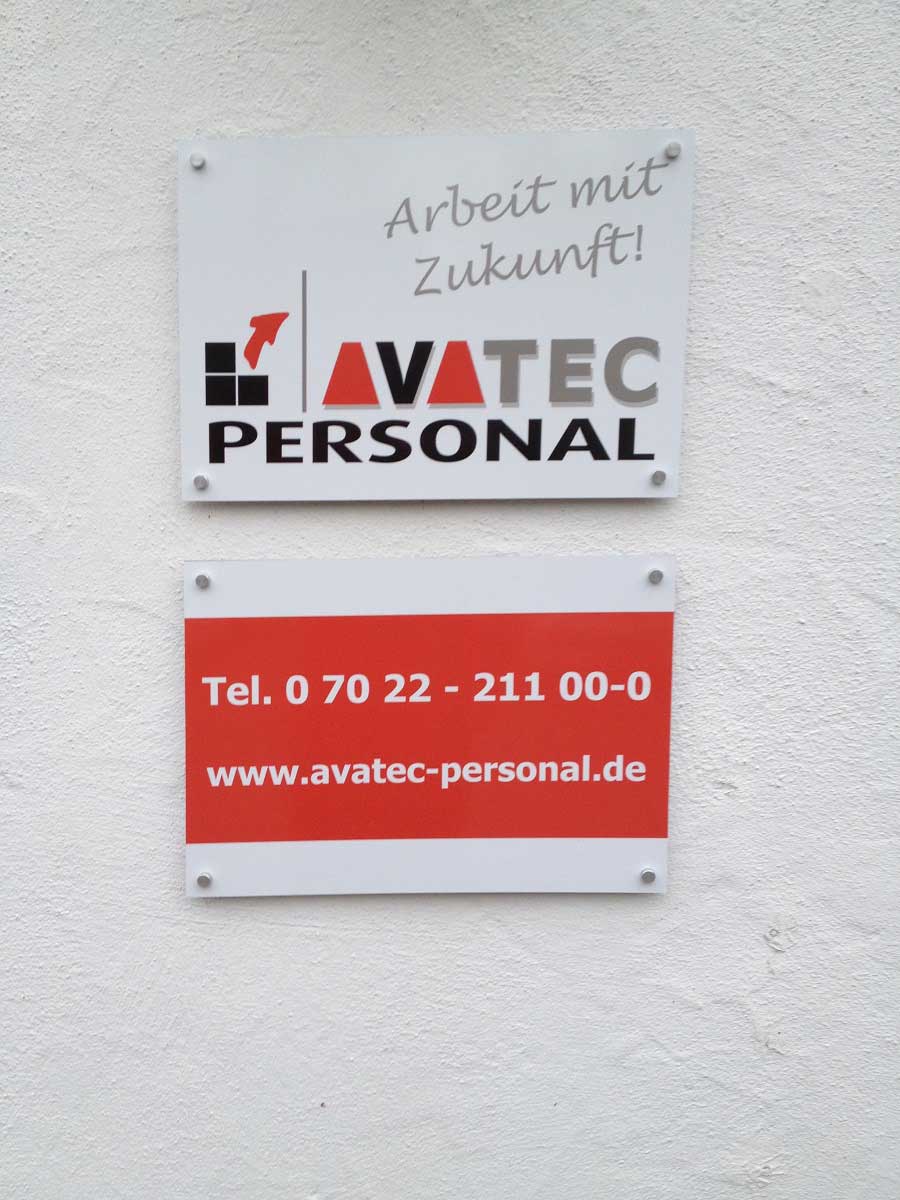 Arbeit mit
Zukunft!
AVATEC
PERSONAL
Tel. 0 70 22 - 211 00-0
www.avatec-personal.de